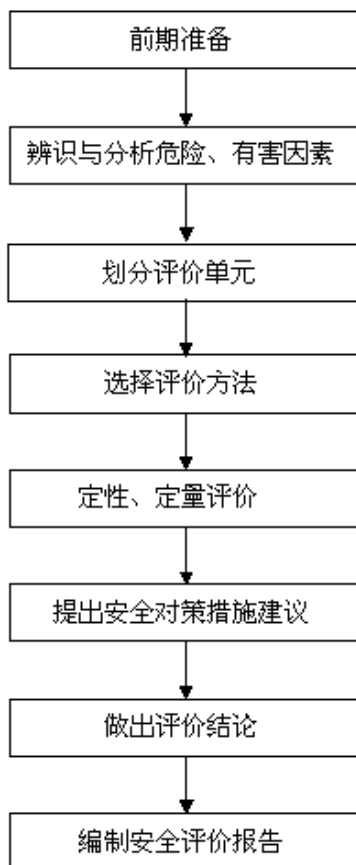 前期准备
辨识与分析危险、有害因素
划分评价单元
选择评价方法
定性、定量评价
提出安全对策措施建议
做出评价结论
编制安全评价报告